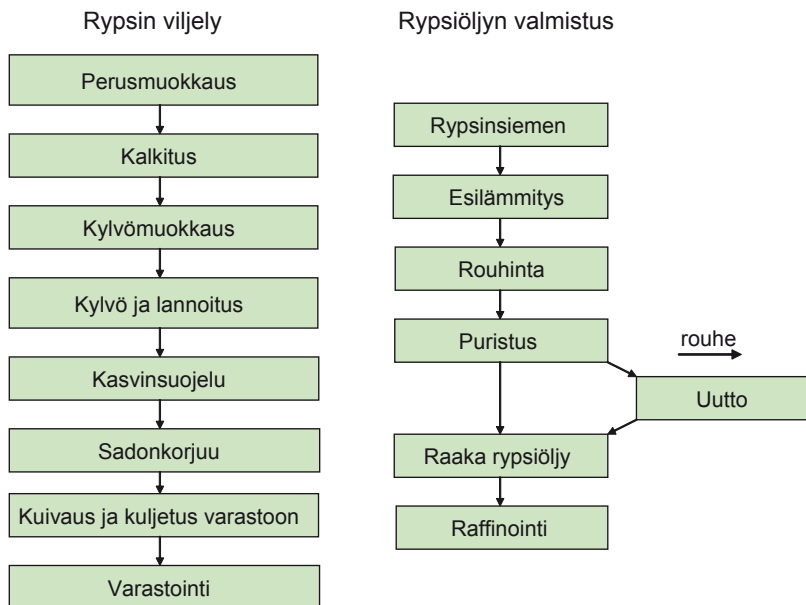 Rypsin viljely
Perusmuokkaus
Kalkitus
Kylvömuokkaus
Kylvö ja lannoitus
Kasvinsuojelu
Sadonkorjuu
Kuivaus ja kuljetus varastoon
Varastointi
Rypsiöljyn valmistus
Rypsinsiemen
Esilämmitys
Rouhinta
Puristus
rouhe
Uutto
Raaka rypsiöljy
Raffinointi